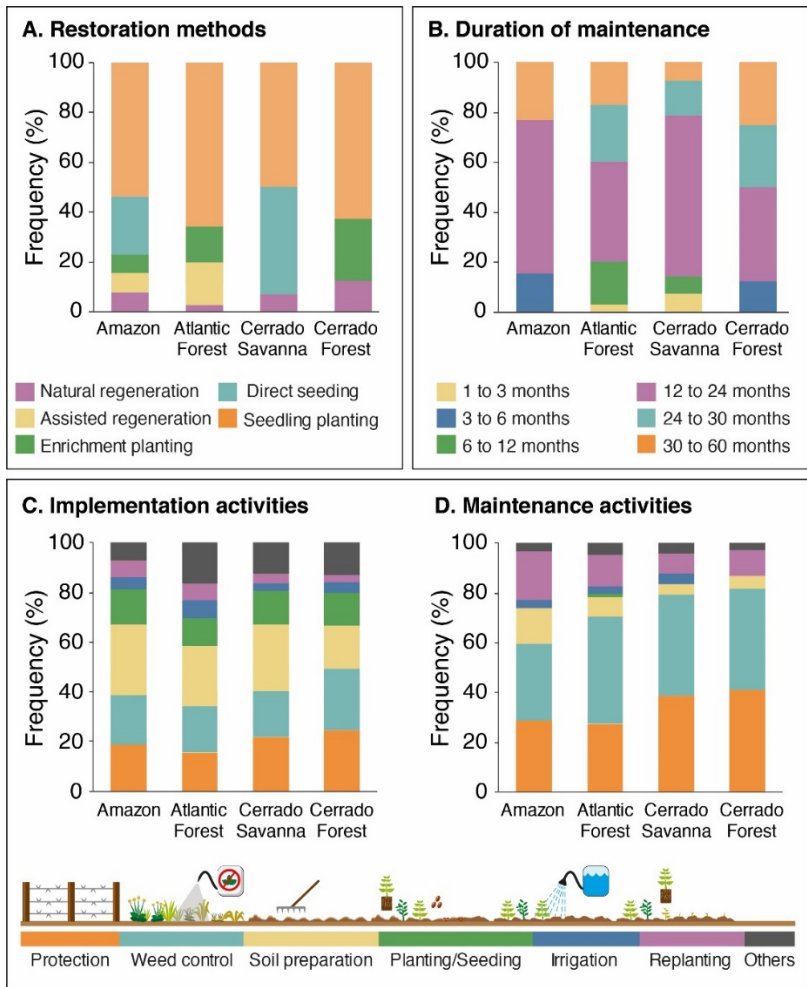 A. Restoration methods
Frequency (%)
100
80
60
40
20
0
Amazon
Atlantic
Forest
Cerrado
Savanna
Cerrado
Forest
Natural regeneration
Direct seeding
Assisted regeneration
Seedling planting
Enrichment planting
B. Duration of maintenance
Frequency (%)
100
80
60
40
20
0
Amazon
Atlantic
Forest
Cerrado
Savanna
Cerrado
Forest
1 to 3 months
12 to 24 months
3 to 6 months
24 to 30 months
6 to 12 months
30 to 60 months
C. Implementation activities
Frequency (%)
100
80
60
40
20
0
Amazon
Atlantic
Forest
Cerrado
Savanna
Cerrado
Forest
D. Maintenance activities
Frequency (%)
100
80
60
40
20
0
Amazon
Atlantic
Forest
Cerrado
Savanna
Cerrado
Forest
Protection
Weed control
Soil preparation
Planting/Seeding
Irrigation
Replanting
Others